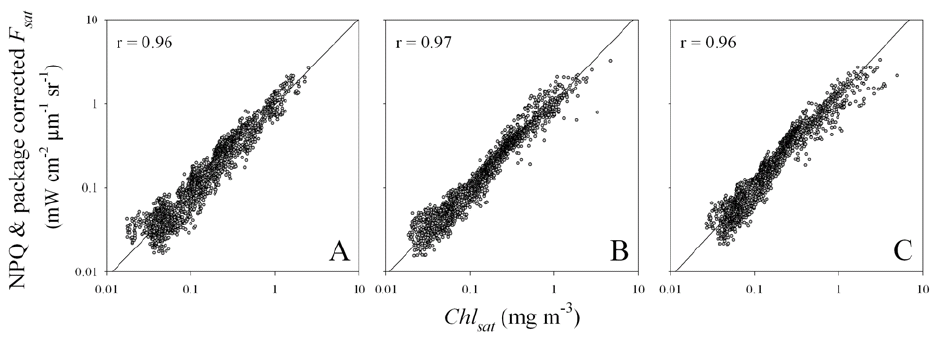 NPQ & package corrected Fsat
(mW cm-2 μm-1 sr-1)
10
1
0.1
0.01
r = 0.96
A
0.01 0.1 1 10
r = 0.97
B
0.01 0.1 1 10
r = 0.96
C
0.01 0.1 1 10
Chlsat (mg m-3)